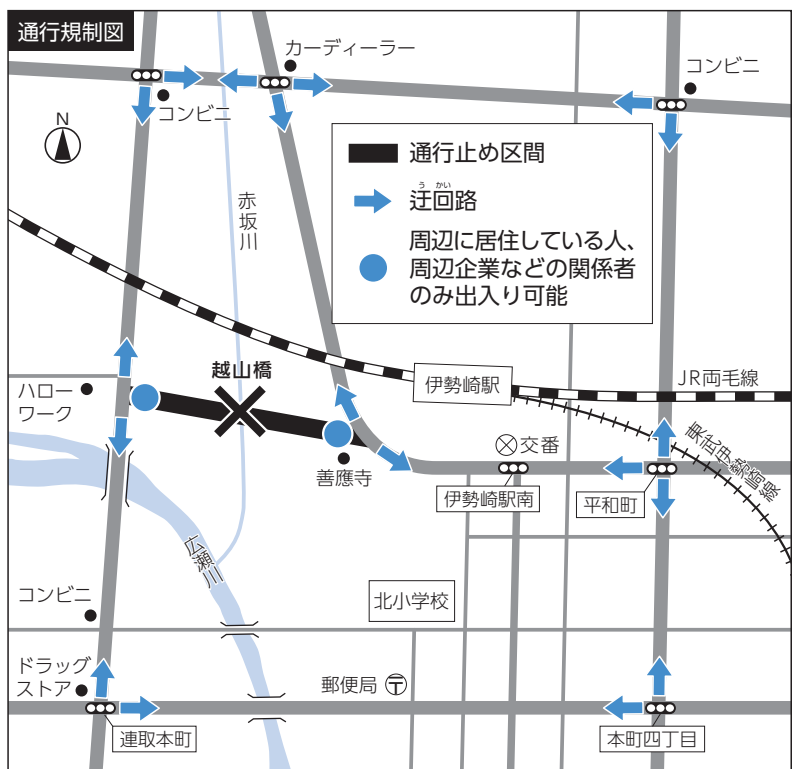 通行規制図
カーディーラー
コンビニ
コンビニ
N
通行止め区間
うかい
迂回路
周辺に居住している人、
周辺企業などの関係者
のみ出入り可能
赤坂川
越山橋
伊勢崎駅
JR両毛線
ハロー
ワーク
善應寺
交番
伊勢崎駅南
平和町
東武伊勢崎線
広瀬川
コンビニ
北小学校
ドラッグ
ストア
郵便局 〒
連取本町
本町四丁目